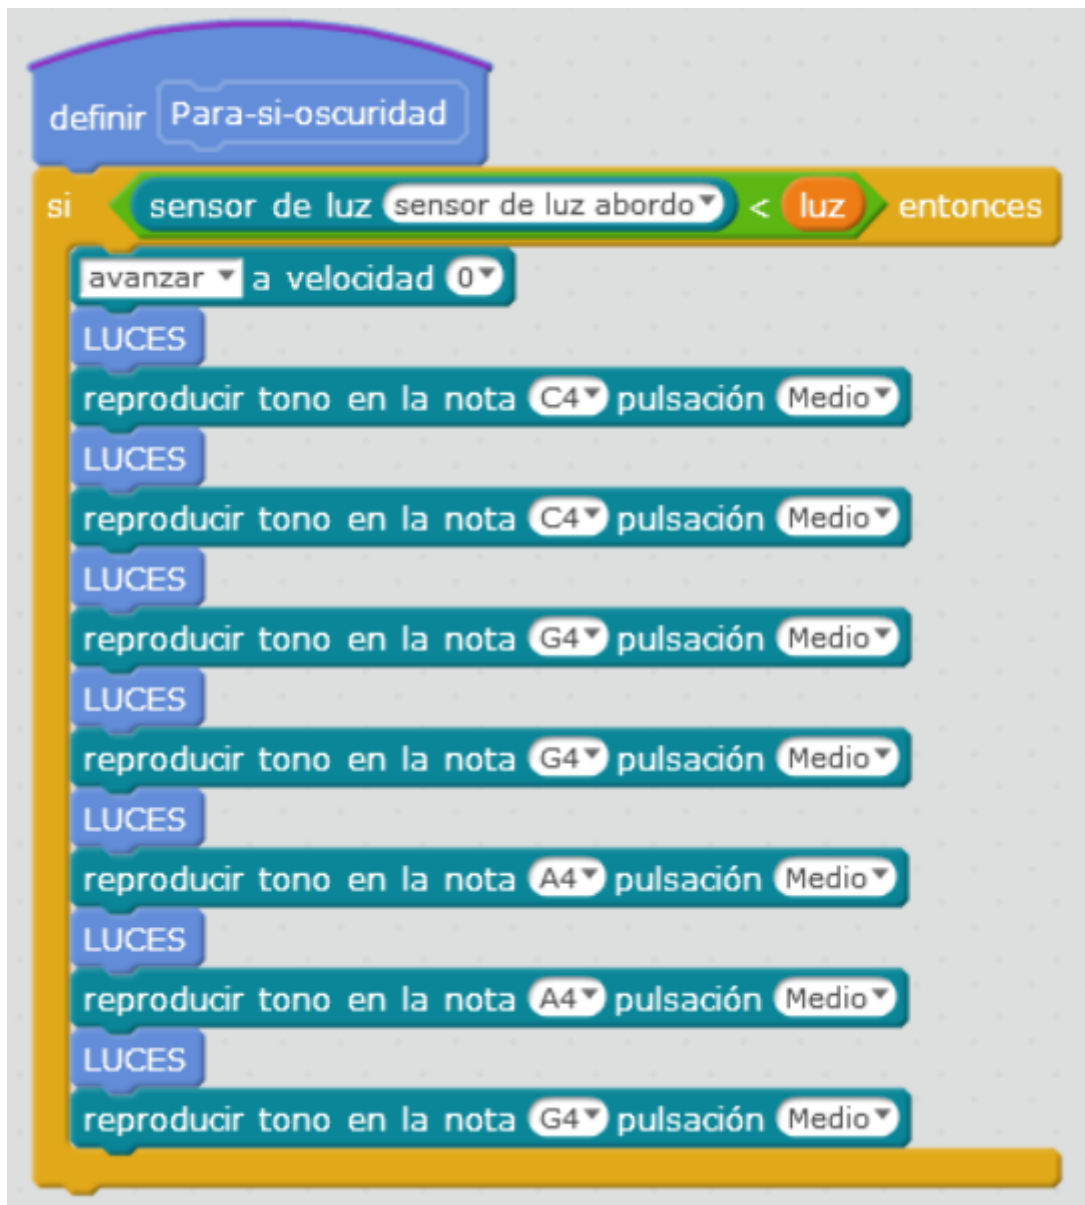 definir Para-si-oscuridad
si sensor de luz sensor de luz abordo < luz entonces
avanzar a velocidad 0
LUCES
reproducir tono en la nota C4 pulsación Medio
LUCES
reproducir tono en la nota C4 pulsación Medio
LUCES
reproducir tono en la nota G4 pulsación Medio
LUCES
reproducir tono en la nota G4 pulsación Medio
LUCES
reproducir tono en la nota A4 pulsación Medio
LUCES
reproducir tono en la nota A4 pulsación Medio
LUCES
reproducir tono en la nota G4 pulsación Medio